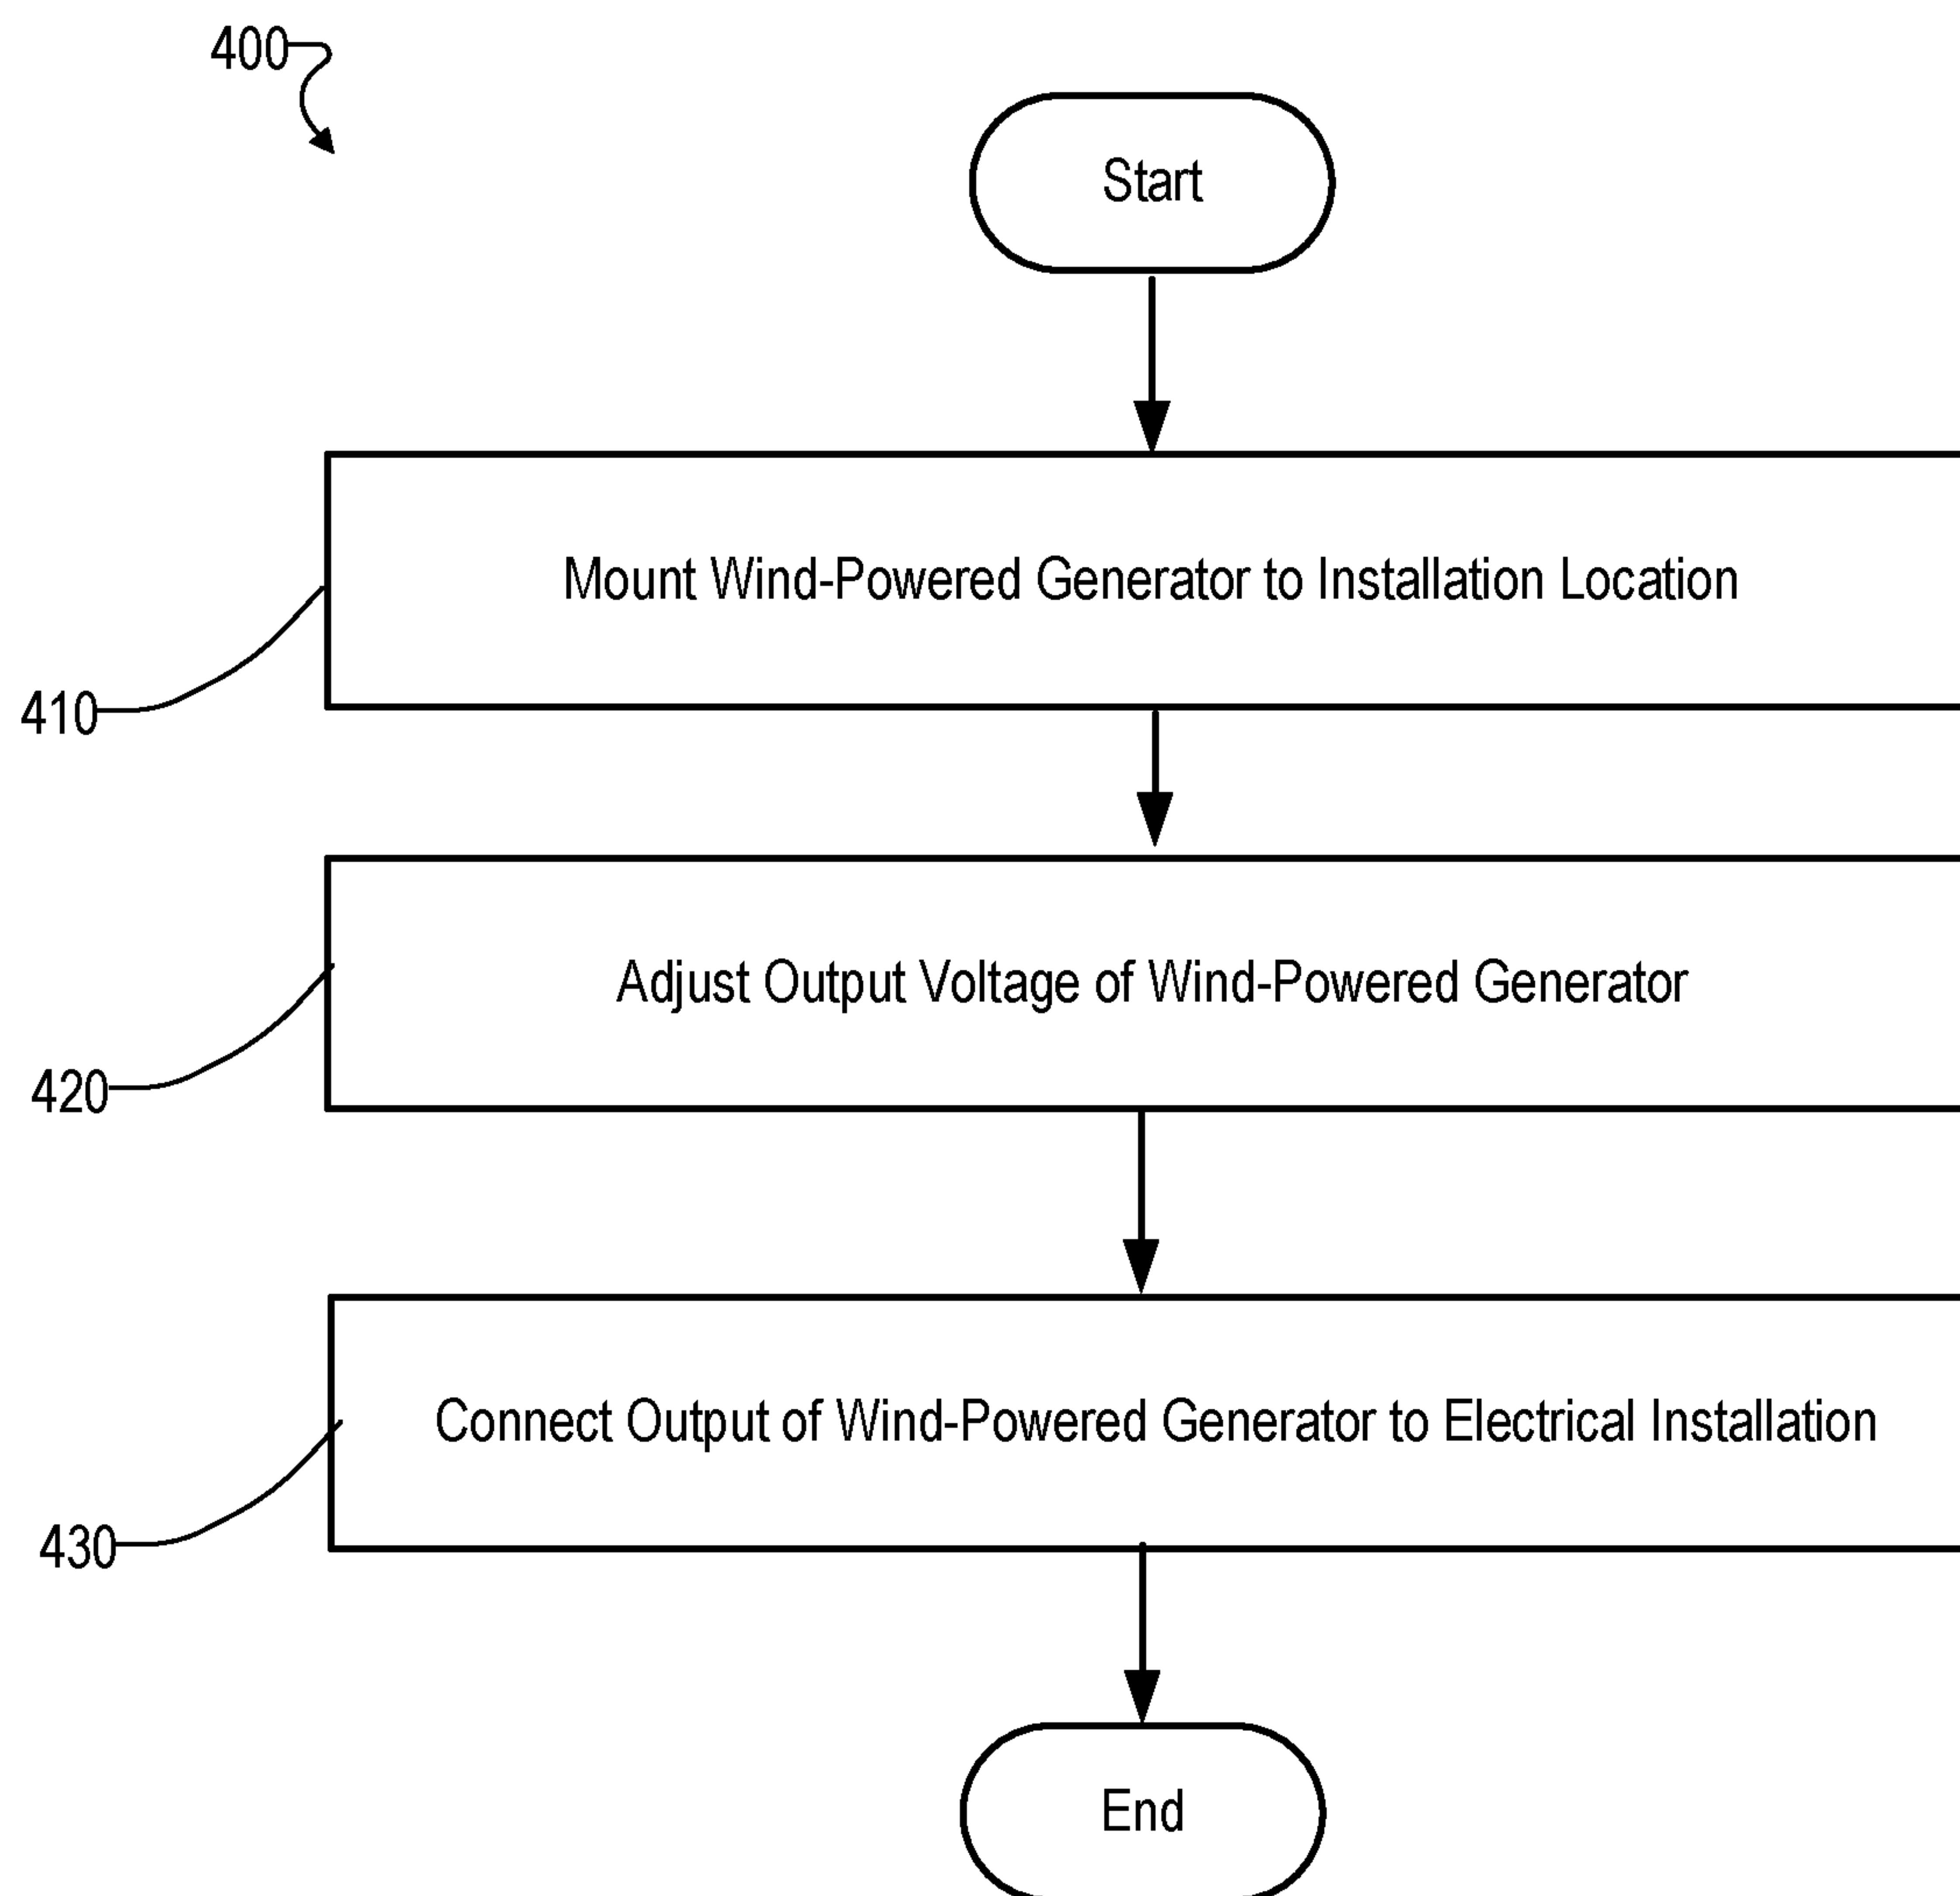 400
Start
Mount Wind-Powered Generator to Installation Location
410
Adjust Output Voltage of Wind-Powered Generator
420
Connect Output of Wind-Powered Generator to Electrical Installation
430
End